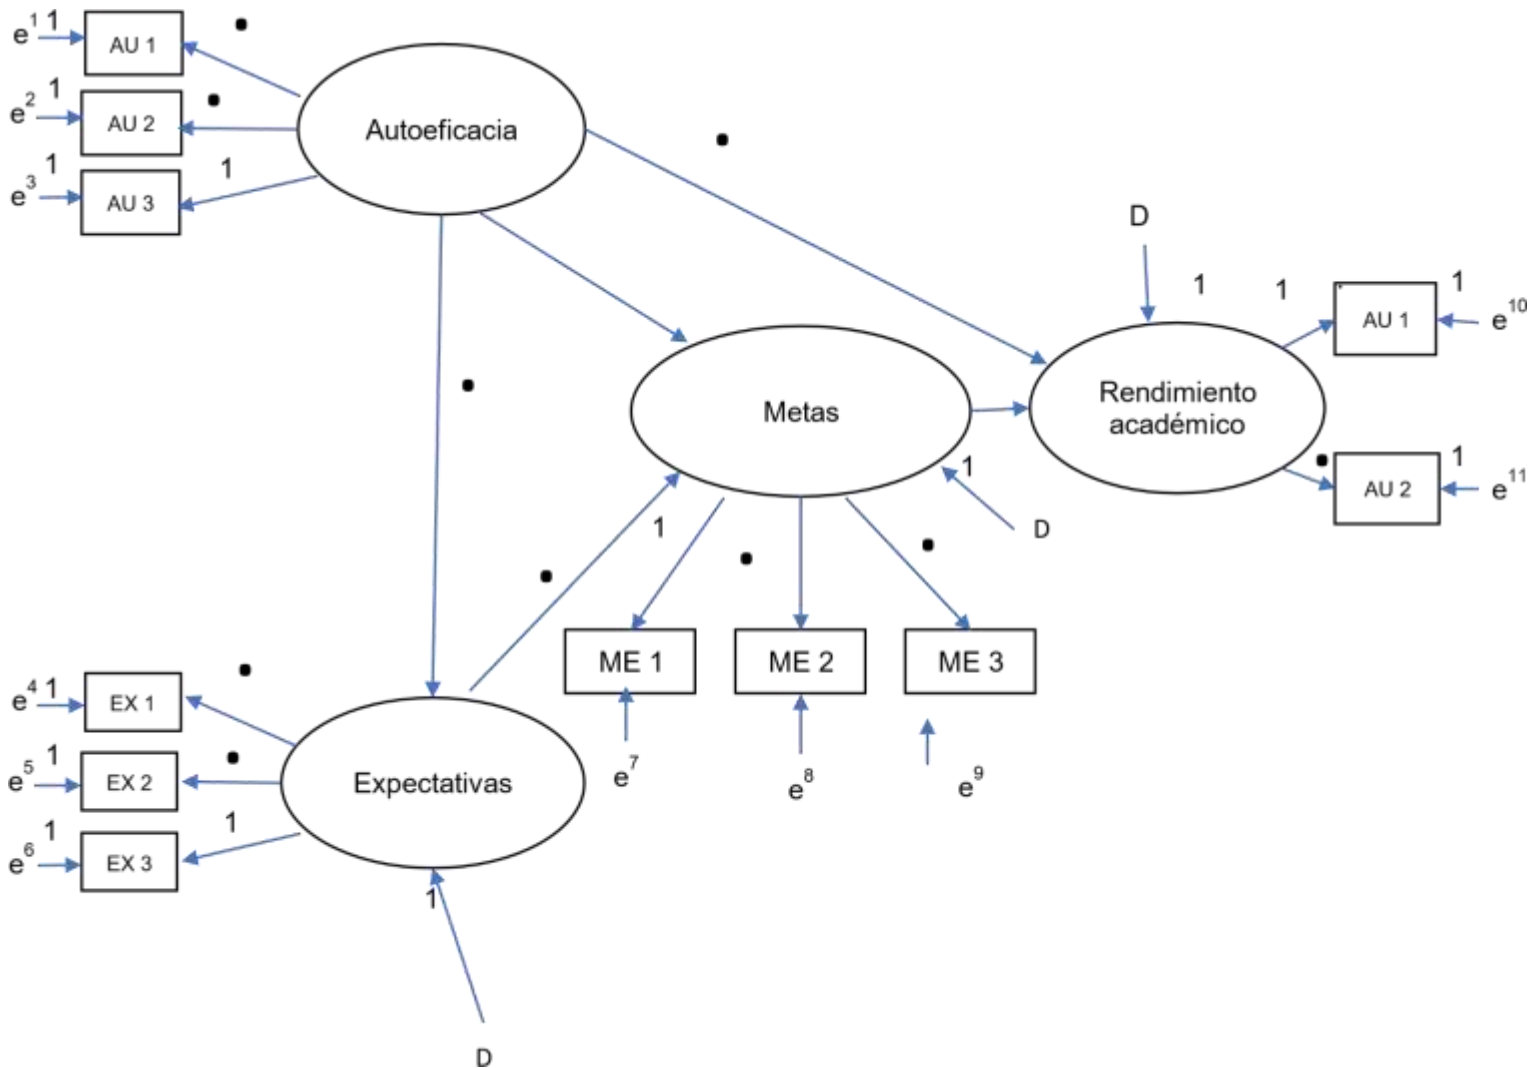 e1 1
AU 1
e2 1
AU 2
e3 1
AU 3
1
Autoeficacia
D
1
1
AU 1
1
e10
Metas
Rendimiento
académico
1
AU 2
1
e11
D
1
ME 1
ME 2
ME 3
e7
e8
e9
e4 1
EX 1
e5 1
EX 2
e6 1
EX 3
1
Expectativas
1
D